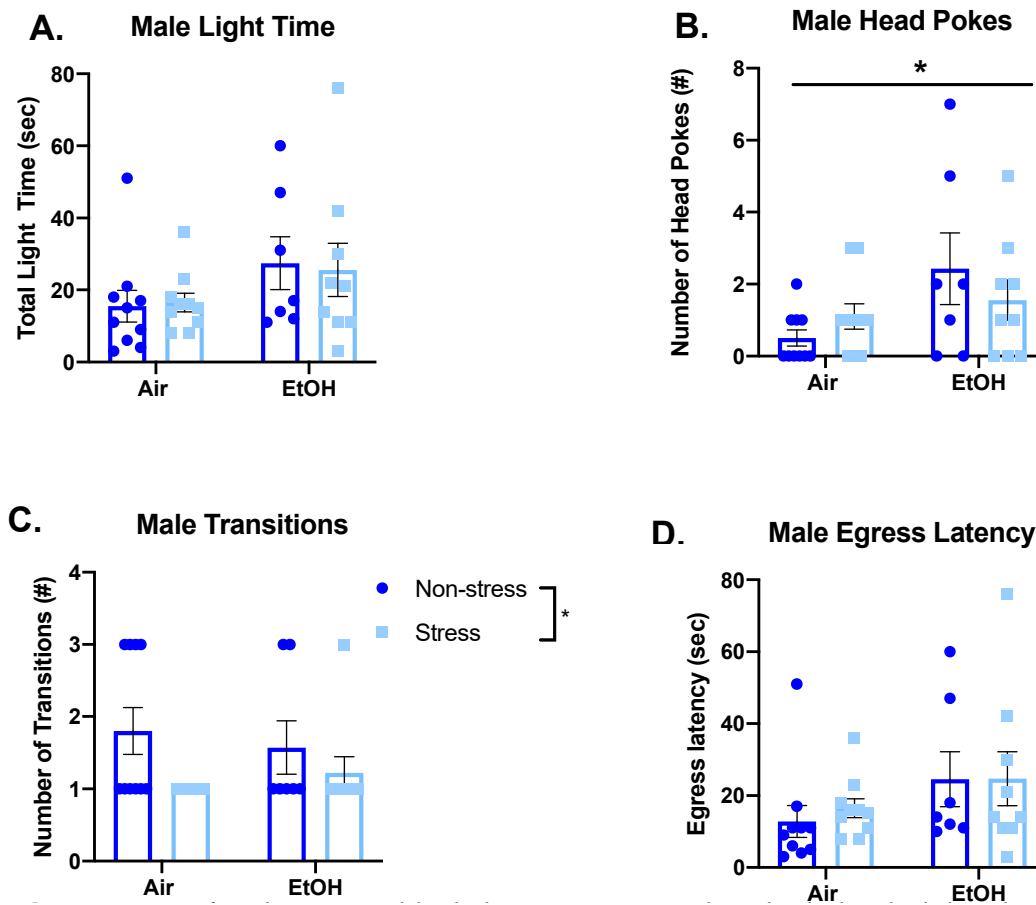 A.
Male Light Time
Total Light Time (sec)
80
60
40
20
0
Air
EtOH
B.
Male Head Pokes
Number of Head Pokes (#)
*
8
6
4
2
0
Air
EtOH
C.
Male Transitions
Number of Transitions (#)
4
3
2
1
0
Air
EtOH
Non-stress
Stress
*
D.
Male Egress Latency
Egress latency (sec)
80
60
40
20
0
Air
EtOH